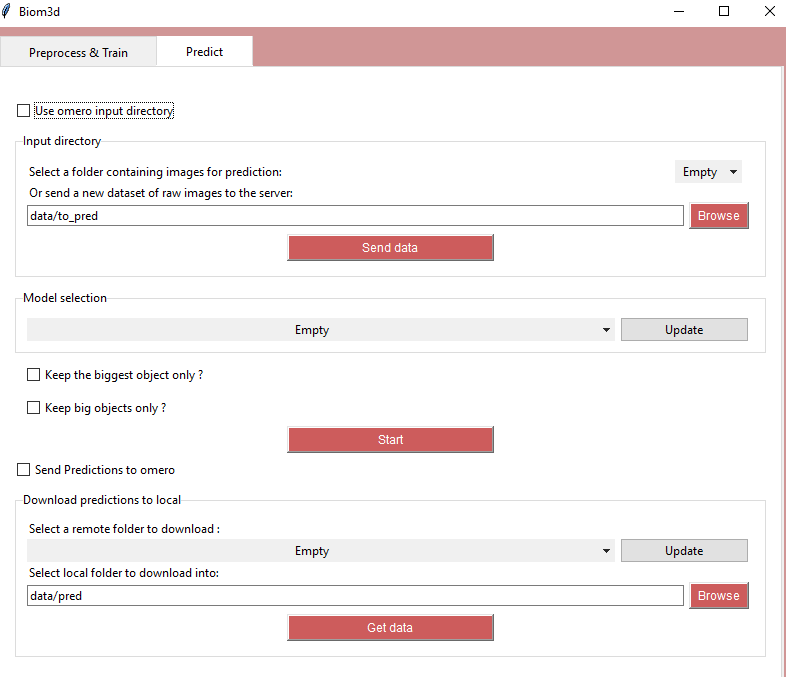 Biom3d
Preprocess & Train
Predict
Use omero input directory
Input directory
Select a folder containing images for prediction:
Empty
Or send a new dataset of raw images to the server:
data/to_pred
Browse
Send data
Model selection
Empty
Update
Keep the biggest object only ?
Keep big objects only ?
Start
Send Predictions to omero
Download predictions to local
Select a remote folder to download :
Empty
Update
Select local folder to download into:
data/pred
Browse
Get data